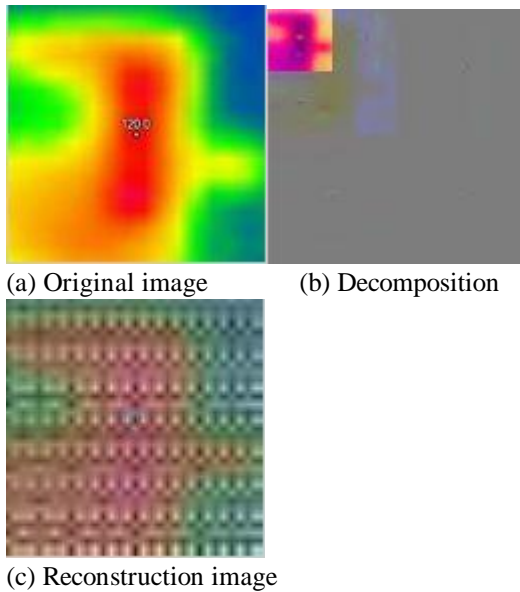 120.0
(a) Original image
(b) Decomposition
(c) Reconstruction image